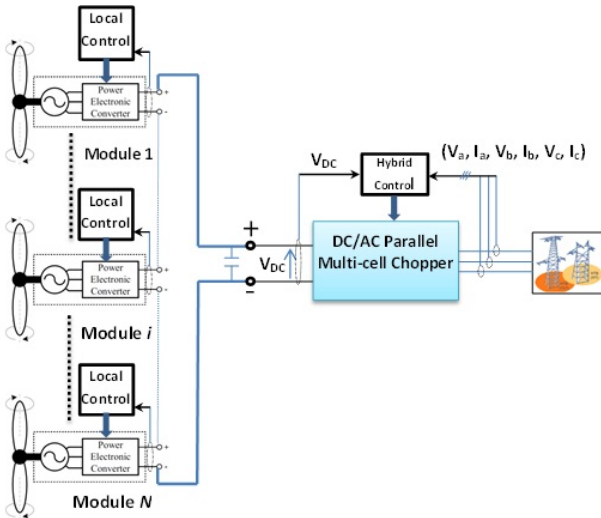 Local
Control
Power
Electronic
Converter
+
-
Module 1
Local
Control
Power
Electronic
Converter
+
-
Module i
Local
Control
Power
Electronic
Converter
+
-
Module N
+
V_DC
–
V_DC
Hybrid
Control
(V_a, I_a, V_b, I_b, V_c, I_c)
DC/AC Parallel
Multi-cell Chopper